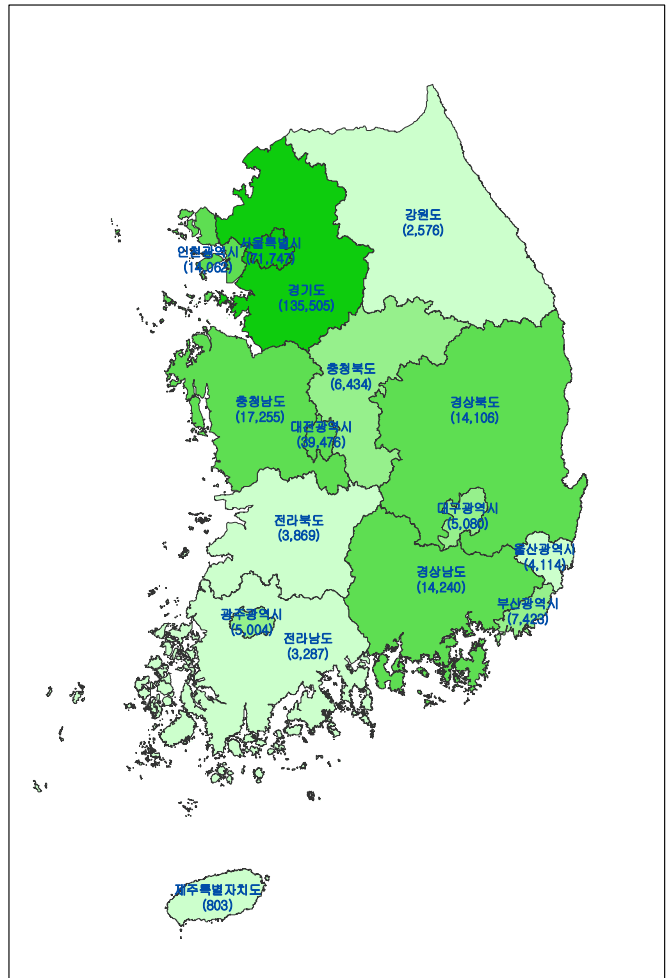 강원도
(2,576)
인천광역시
(14,062)
서울특별시
(71,747)
경기도
(135,505)
충청북도
(6,434)
충청남도
(17,255)
대전광역시
(39,476)
경상북도
(14,106)
대구광역시
(5,080)
전라북도
(3,869)
울산광역시
(4,114)
경상남도
(14,240)
부산광역시
(7,423)
광주광역시
(5,004)
전라남도
(3,287)
제주특별자치도
(803)